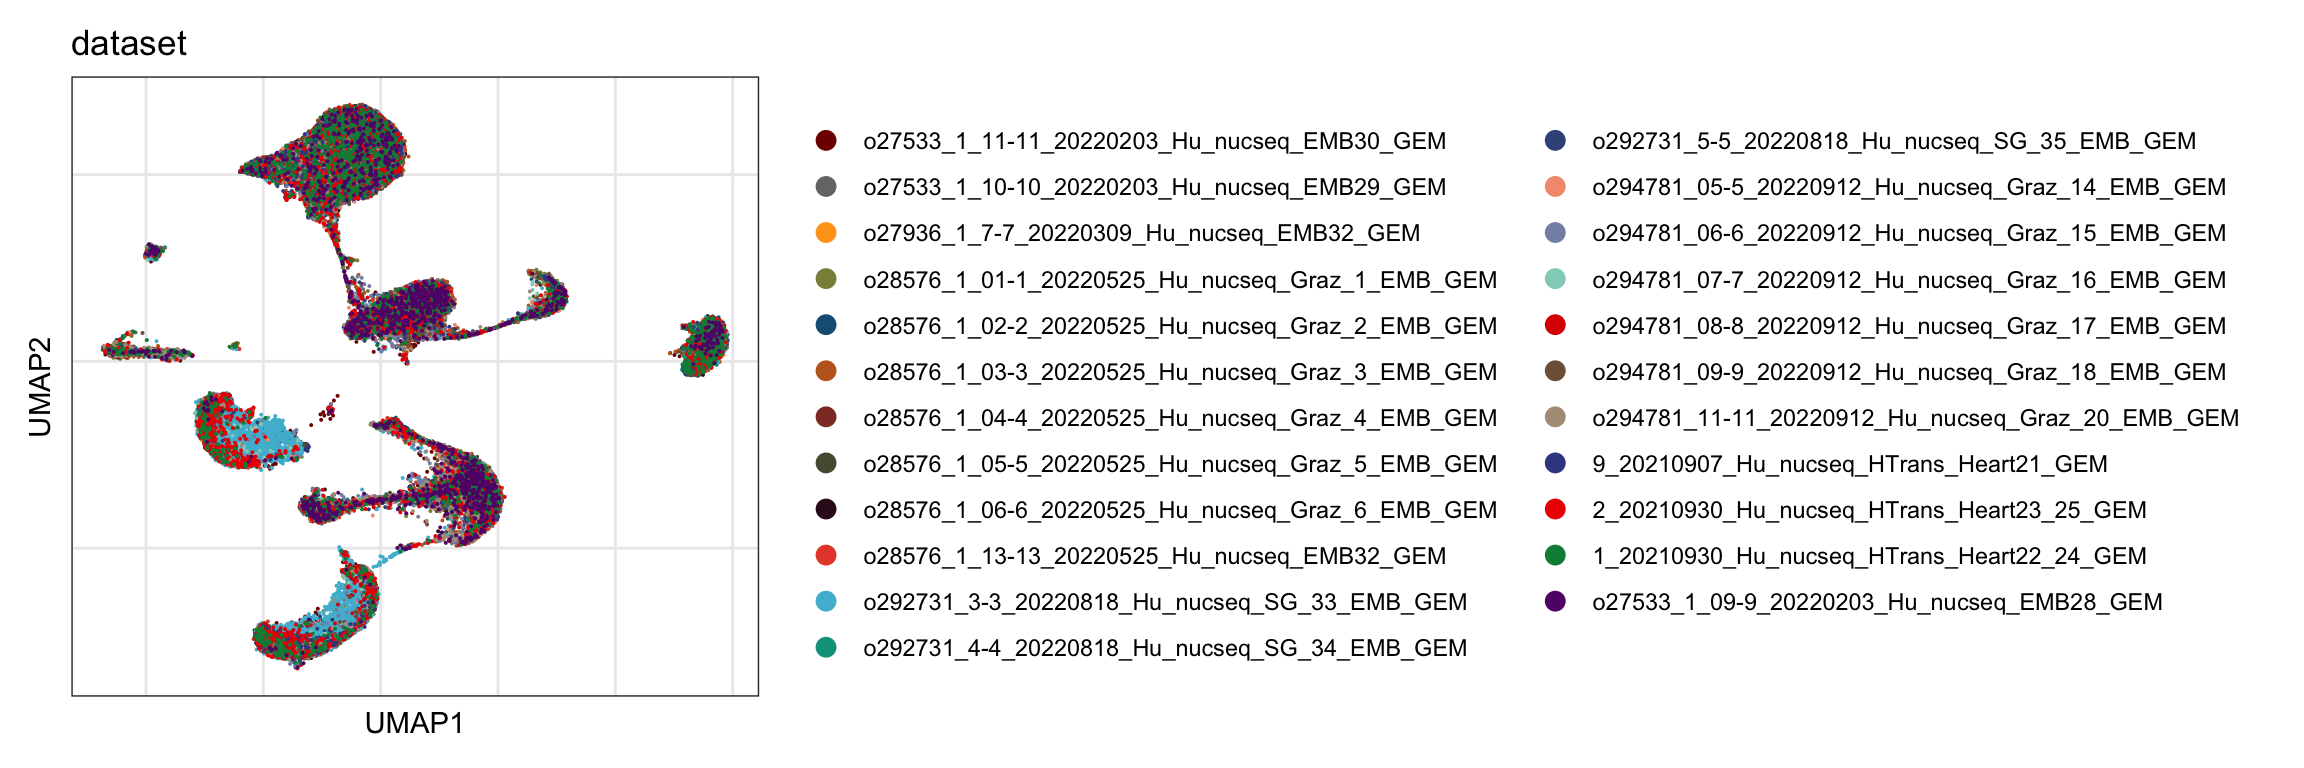 dataset
UMAP2
UMAP1
o27533_1_11-11_20220203_Hu_nucseq_EMB30_GEM
o27533_1_10-10_20220203_Hu_nucseq_EMB29_GEM
o27936_1_7-7_20220309_Hu_nucseq_EMB32_GEM
o28576_1_01-1_20220525_Hu_nucseq_Graz_1_EMB_GEM
o28576_1_02-2_20220525_Hu_nucseq_Graz_2_EMB_GEM
o28576_1_03-3_20220525_Hu_nucseq_Graz_3_EMB_GEM
o28576_1_04-4_20220525_Hu_nucseq_Graz_4_EMB_GEM
o28576_1_05-5_20220525_Hu_nucseq_Graz_5_EMB_GEM
o28576_1_06-6_20220525_Hu_nucseq_Graz_6_EMB_GEM
o28576_1_13-13_20220525_Hu_nucseq_EMB32_GEM
o292731_3-3_20220818_Hu_nucseq_SG_33_EMB_GEM
o292731_4-4_20220818_Hu_nucseq_SG_34_EMB_GEM
o292731_5-5_20220818_Hu_nucseq_SG_35_EMB_GEM
o294781_05-5_20220912_Hu_nucseq_Graz_14_EMB_GEM
o294781_06-6_20220912_Hu_nucseq_Graz_15_EMB_GEM
o294781_07-7_20220912_Hu_nucseq_Graz_16_EMB_GEM
o294781_08-8_20220912_Hu_nucseq_Graz_17_EMB_GEM
o294781_09-9_20220912_Hu_nucseq_Graz_18_EMB_GEM
o294781_11-11_20220912_Hu_nucseq_Graz_20_EMB_GEM
9_20210907_Hu_nucseq_HTrans_Heart21_GEM
2_20210930_Hu_nucseq_HTrans_Heart23_25_GEM
1_20210930_Hu_nucseq_HTrans_Heart22_24_GEM
o27533_1_09-9_20220203_Hu_nucseq_EMB28_GEM